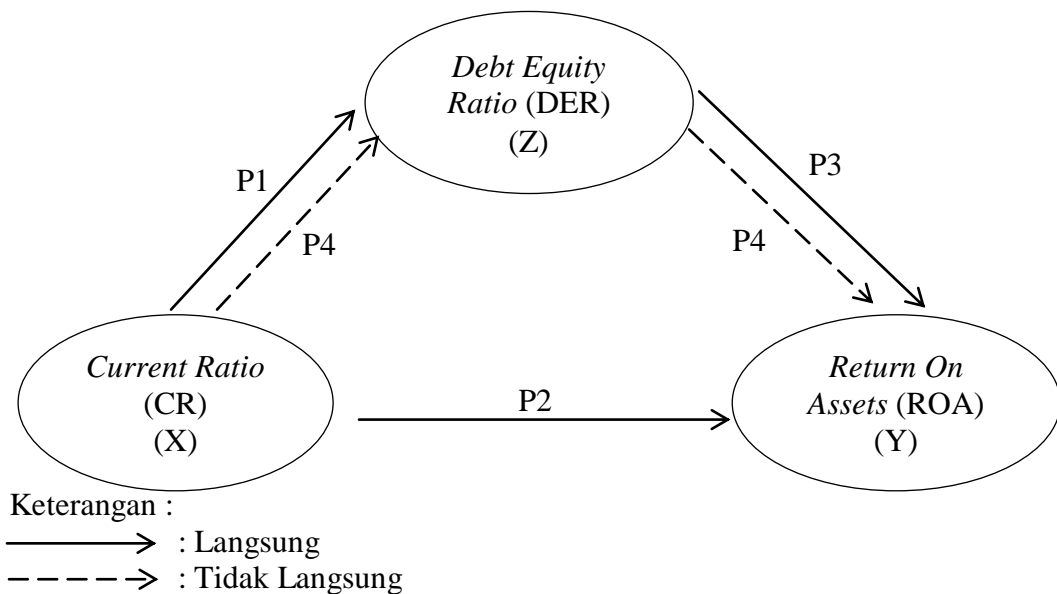 Debt Equity
Ratio (DER)
(Z)
P1
P3
P4
P4
Current Ratio
(CR)
(X)
P2
Return On
Assets (ROA)
(Y)
Keterangan :
: Langsung
: Tidak Langsung